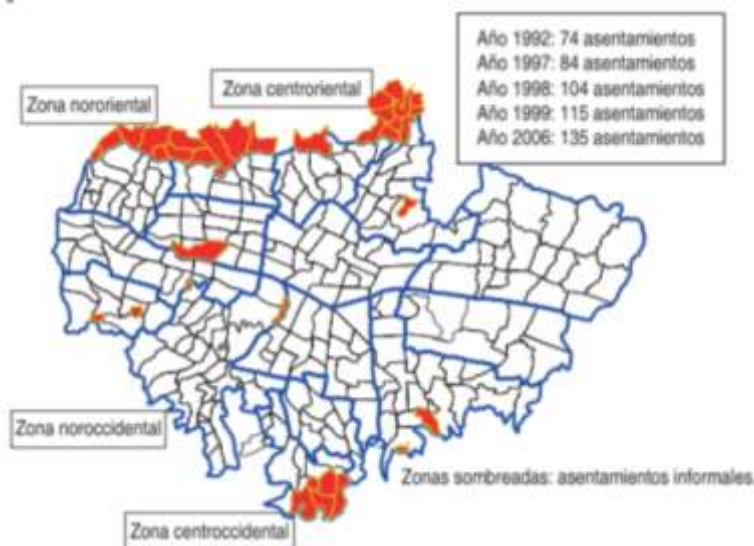 Año 1992: 74 asentamientos
Año 1997: 84 asentamientos
Año 1998: 104 asentamientos
Año 1999: 115 asentamientos
Año 2006: 135 asentamientos
Zona centroriental
Zona nororiental
Zona noroccidental
Zonas sombreadas: asentamientos informales
Zona centroccidental